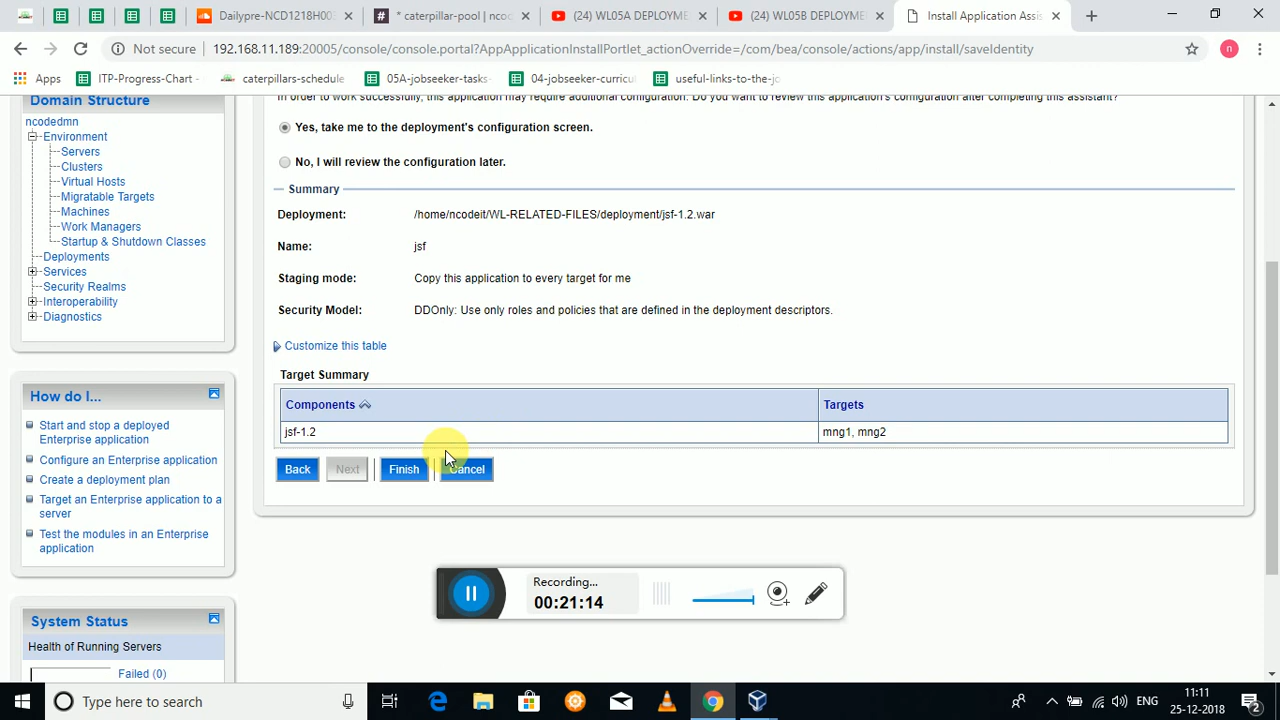 Dailypre-NCD1218H00
* caterpillar-pool | ncod
(24) WL05A DEPLOYME
(24) WL05B DEPLOYME
Install Application Assis
Not secure
192.168.11.189:20005/console/console.portal?AppApplicationInstallPortlet_actionOverride=/com/bea/console/actions/app/install/saveIdentity
n
Apps
ITP-Progress-Chart -
caterpillars-schedule
05A-jobseeker-tasks-
04-jobseeker-curricu
useful-links-to-the-jo
Domain Structure
ncodedmn
Environment
Servers
Clusters
Virtual Hosts
Migratable Targets
Machines
Work Managers
Startup & Shutdown Classes
Deployments
Services
Security Realms
Interoperability
Diagnostics
How do I...
Start and stop a deployed
Enterprise application
Configure an Enterprise application
Create a deployment plan
Target an Enterprise application to a
server
Test the modules in an Enterprise
application
System Status
Health of Running Servers
Failed (0)
In order to work successfully, this application may require additional configuration. Do you want to review this application's configuration after completing this assistant?
Yes, take me to the deployment's configuration screen.
No, I will review the configuration later.
Summary
Deployment: /home/ncodeit/WL-RELATED-FILES/deployment/jsf-1.2.war
Name: jsf
Staging mode: Copy this application to every target for me
Security Model: DDOnly: Use only roles and policies that are defined in the deployment descriptors.
Customize this table
Target Summary
Components Targets
jsf-1.2 mng1, mng2
Back Next Finish Cancel
Recording...
00:21:14
Type here to search
ENG
11:11
25-12-2018
2